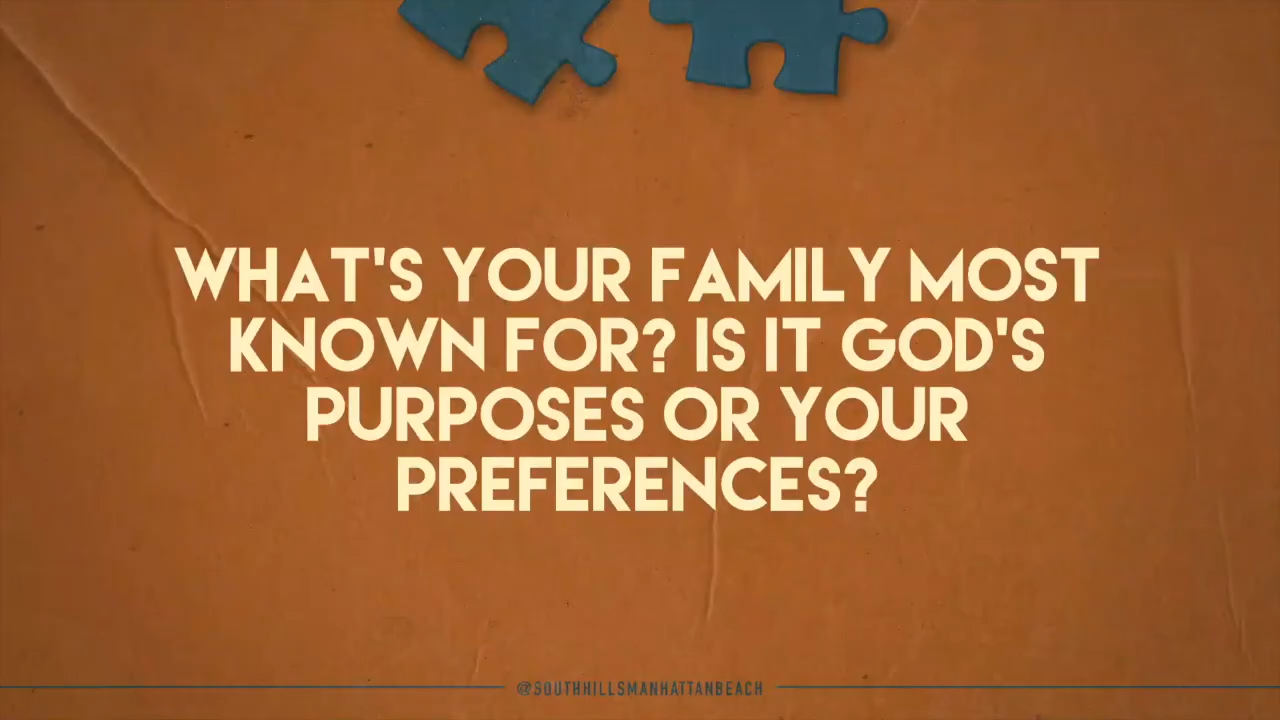 WHAT'S YOUR FAMILY MOST
KNOWN FOR? IS IT GOD'S
PURPOSES OR YOUR
PREFERENCES?
@SOUTHHILLSMANHATTANBEACH